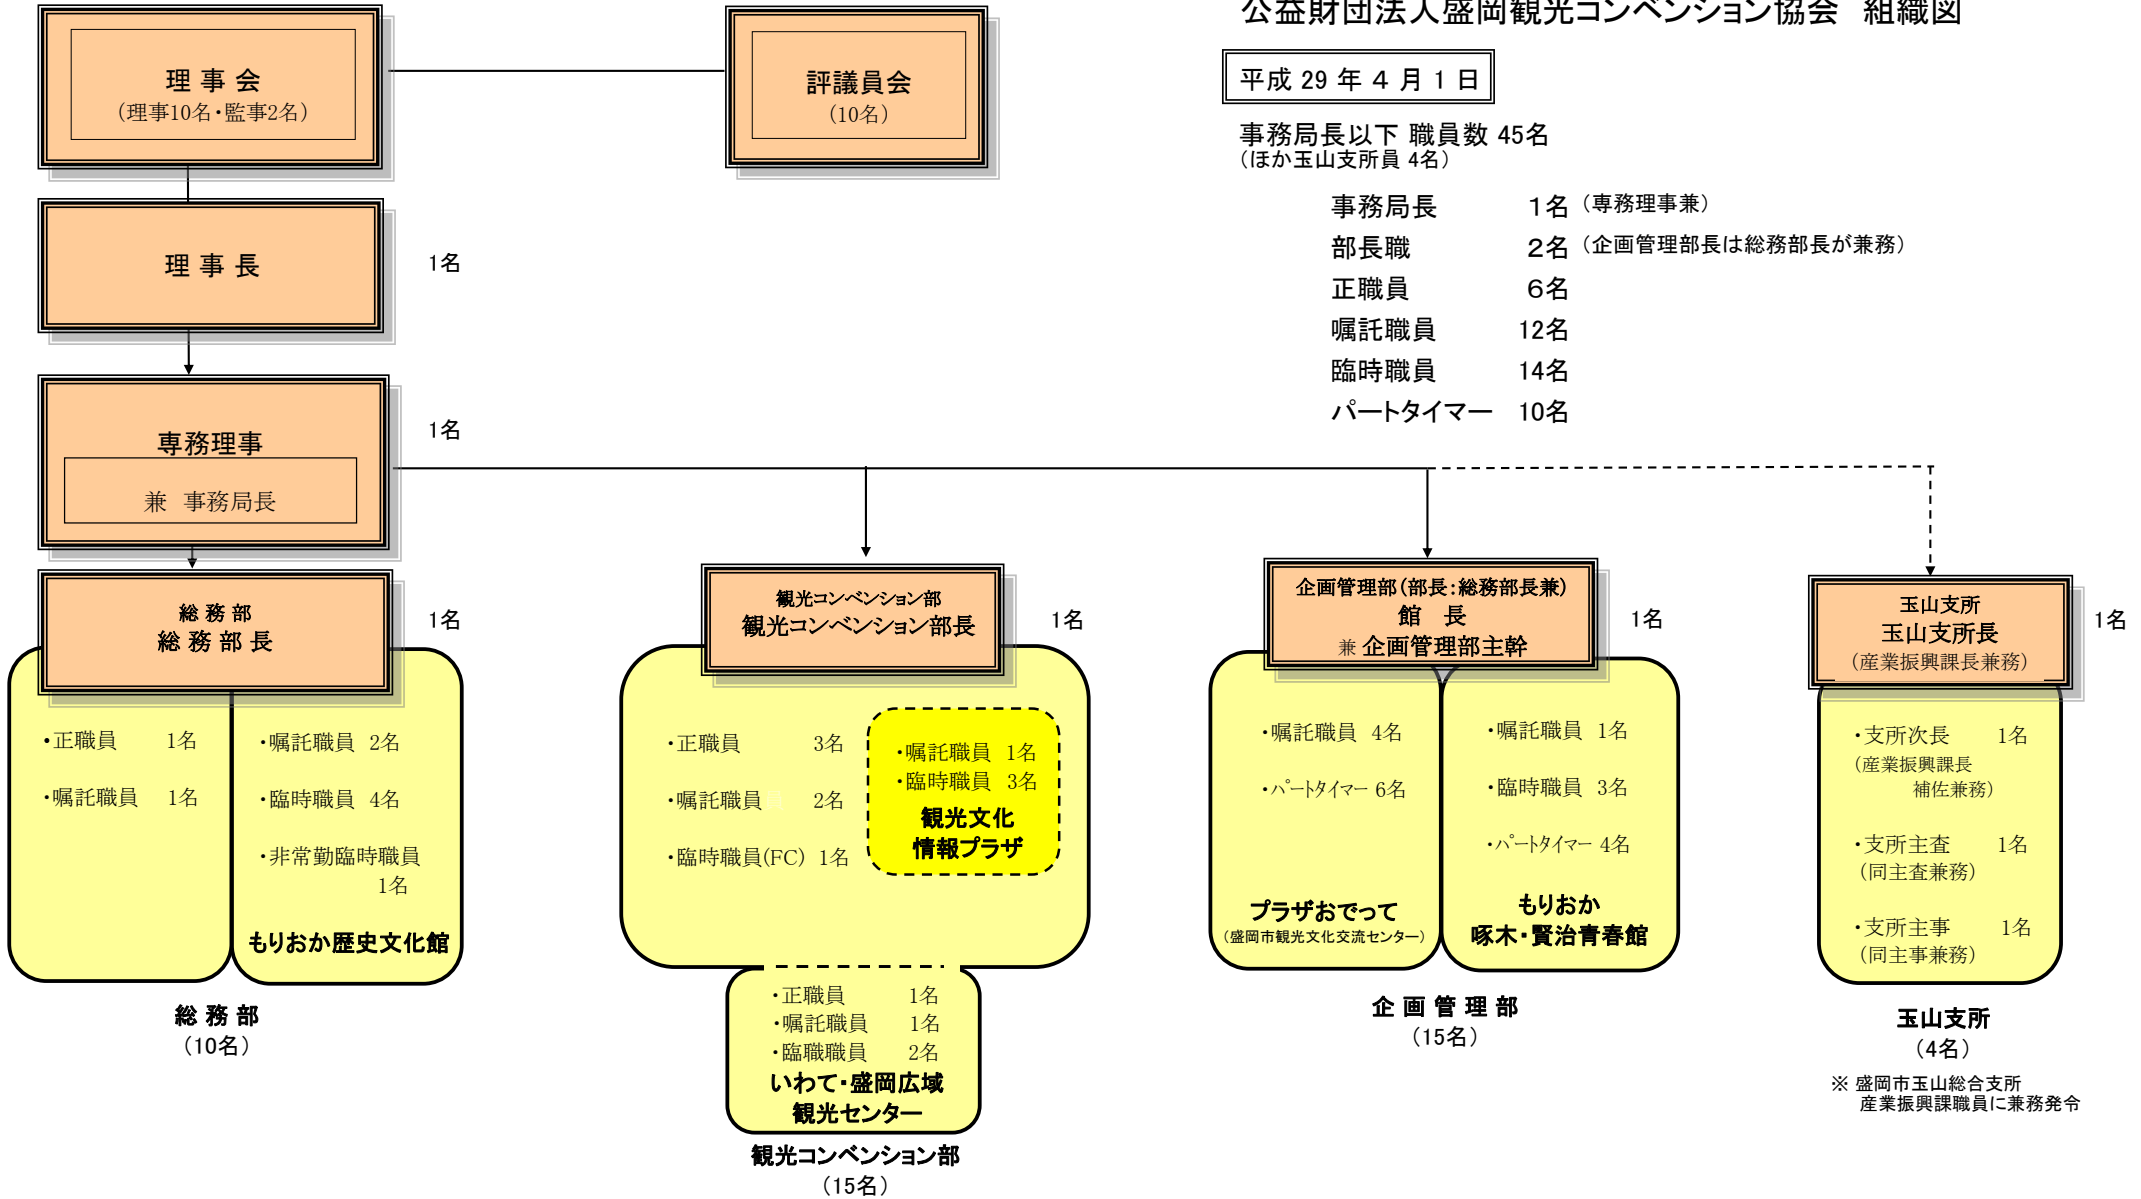 公益財団法人盛岡観光コンベンション協会 組織図
平成 29 年 4 月 1 日
事務局長以下 職員数 45名
（ほか玉山支所員 4名）
事務局長 1名 （専務理事兼）
部長職 2名 （企画管理部長は総務部長が兼務）
正職員 6名
嘱託職員 12名
臨時職員 14名
パートタイマー 10名
理 事 会
（理事10名・監事2名）
評議員会
（10名）
理 事 長
1名
専務理事
兼 事務局長
1名
総 務 部
総 務 部 長
1名
・正職員 1名
・嘱託職員 1名
・嘱託職員 2名
・臨時職員 4名
・非常勤臨時職員
1名
もりおか歴史文化館
総 務 部
（10名）
観光コンベンション部
観光コンベンション部長
1名
・正職員 3名
・嘱託職員 2名
・臨時職員(FC) 1名
・嘱託職員 1名
・臨時職員 3名
観光文化
情報プラザ
・正職員 1名
・嘱託職員 1名
・臨職職員 2名
いわて・盛岡広域
観光センター
観光コンベンション部
（15名）
企画管理部（部長：総務部長兼）
館 長
兼 企画管理部主幹
1名
・嘱託職員 4名
・パートタイマー 6名
プラザおでって
（盛岡市観光文化交流センター）
・嘱託職員 1名
・臨時職員 3名
・パートタイマー 4名
もりおか
啄木・賢治青春館
企 画 管 理 部
（15名）
玉山支所
玉山支所長
（産業振興課長兼務）
1名
・支所次長 1名
（産業振興課長
補佐兼務）
・支所主査 1名
（同主査兼務）
・支所主事 1名
（同主事兼務）
玉山支所
（4名）
※ 盛岡市玉山総合支所
産業振興課職員に兼務発令